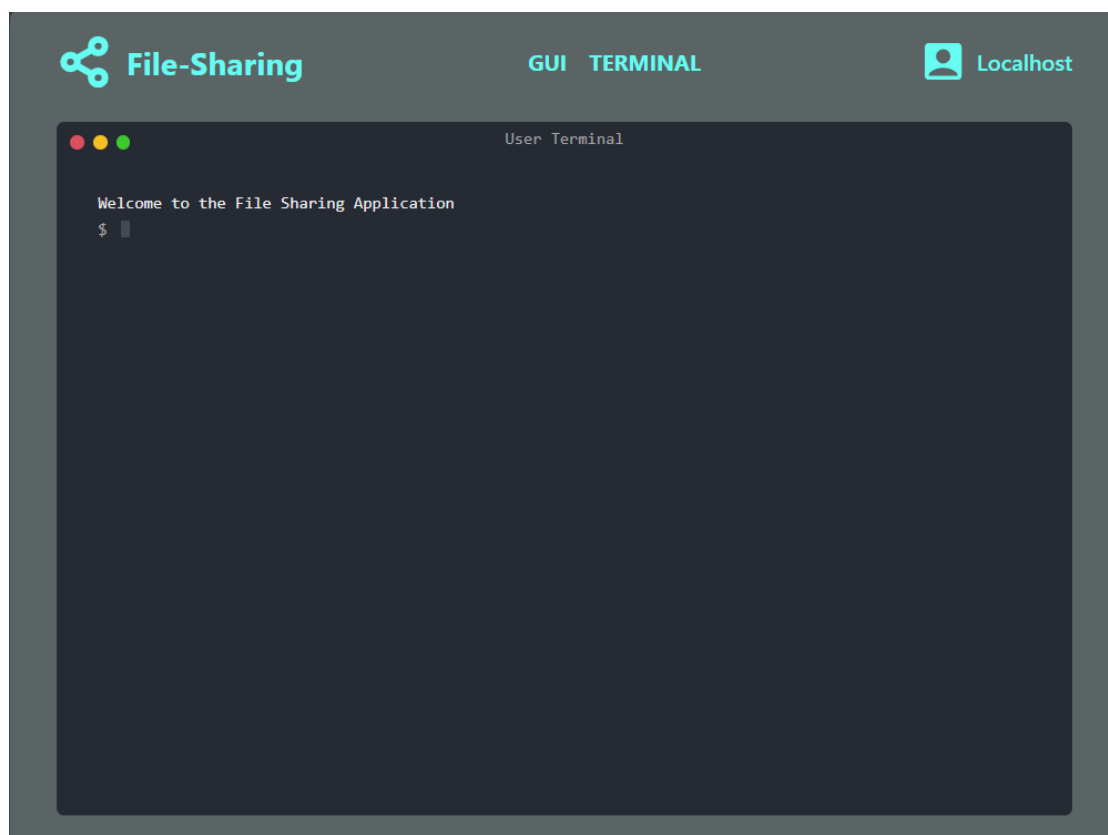 File-Sharing GUI TERMINAL Localhost
User Terminal
Welcome to the File Sharing Application
$